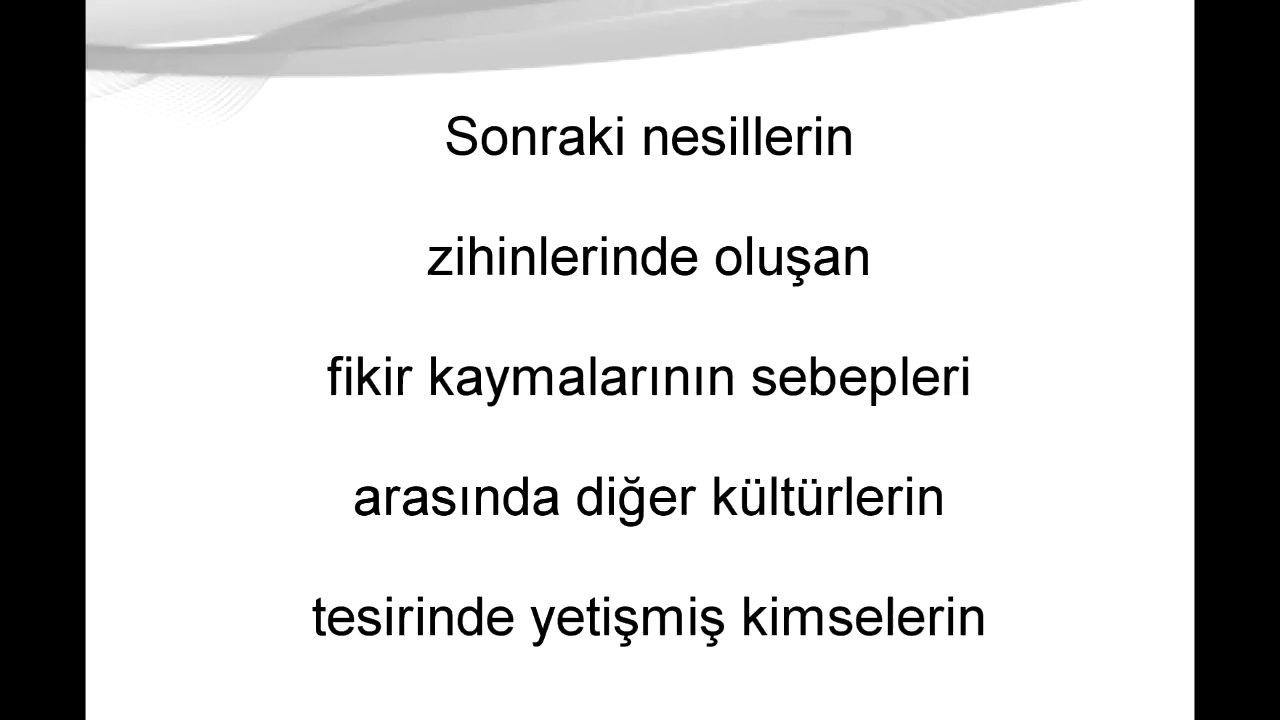 Sonraki nesillerin
zihinlerinde oluşan
fikir kaymalarının sebepleri
arasında diğer kültürlerin
tesirinde yetişmiş kimselerin